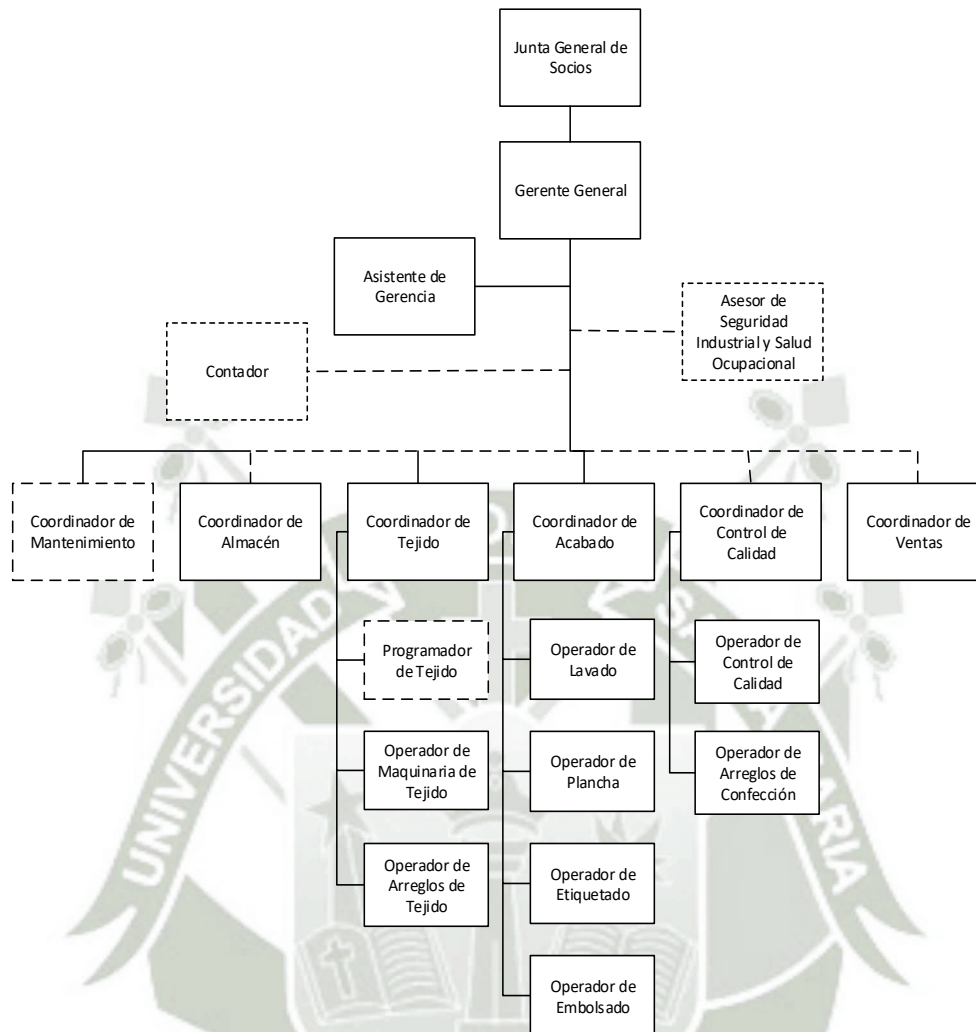 Junta General de
Socios
Gerente General
Asistente de
Gerencia
Asesor de
Seguridad
Industrial y Salud
Ocupacional
Contador
Coordinador de
Mantenimiento
Coordinador de
Almacén
Coordinador de
Tejido
Coordinador de
Acabado
Coordinador de
Control de
Calidad
Coordinador de
Ventas
Programador
de Tejido
Operador de
Lavado
Operador de
Control de
Calidad
Operador de
Maquinaria de
Tejido
Operador de
Plancha
Operador de
Arreglos de
Confección
Operador de
Arreglos de
Tejido
Operador de
Etiquetado
Operador de
Embolsado
UNIVERSIDAD